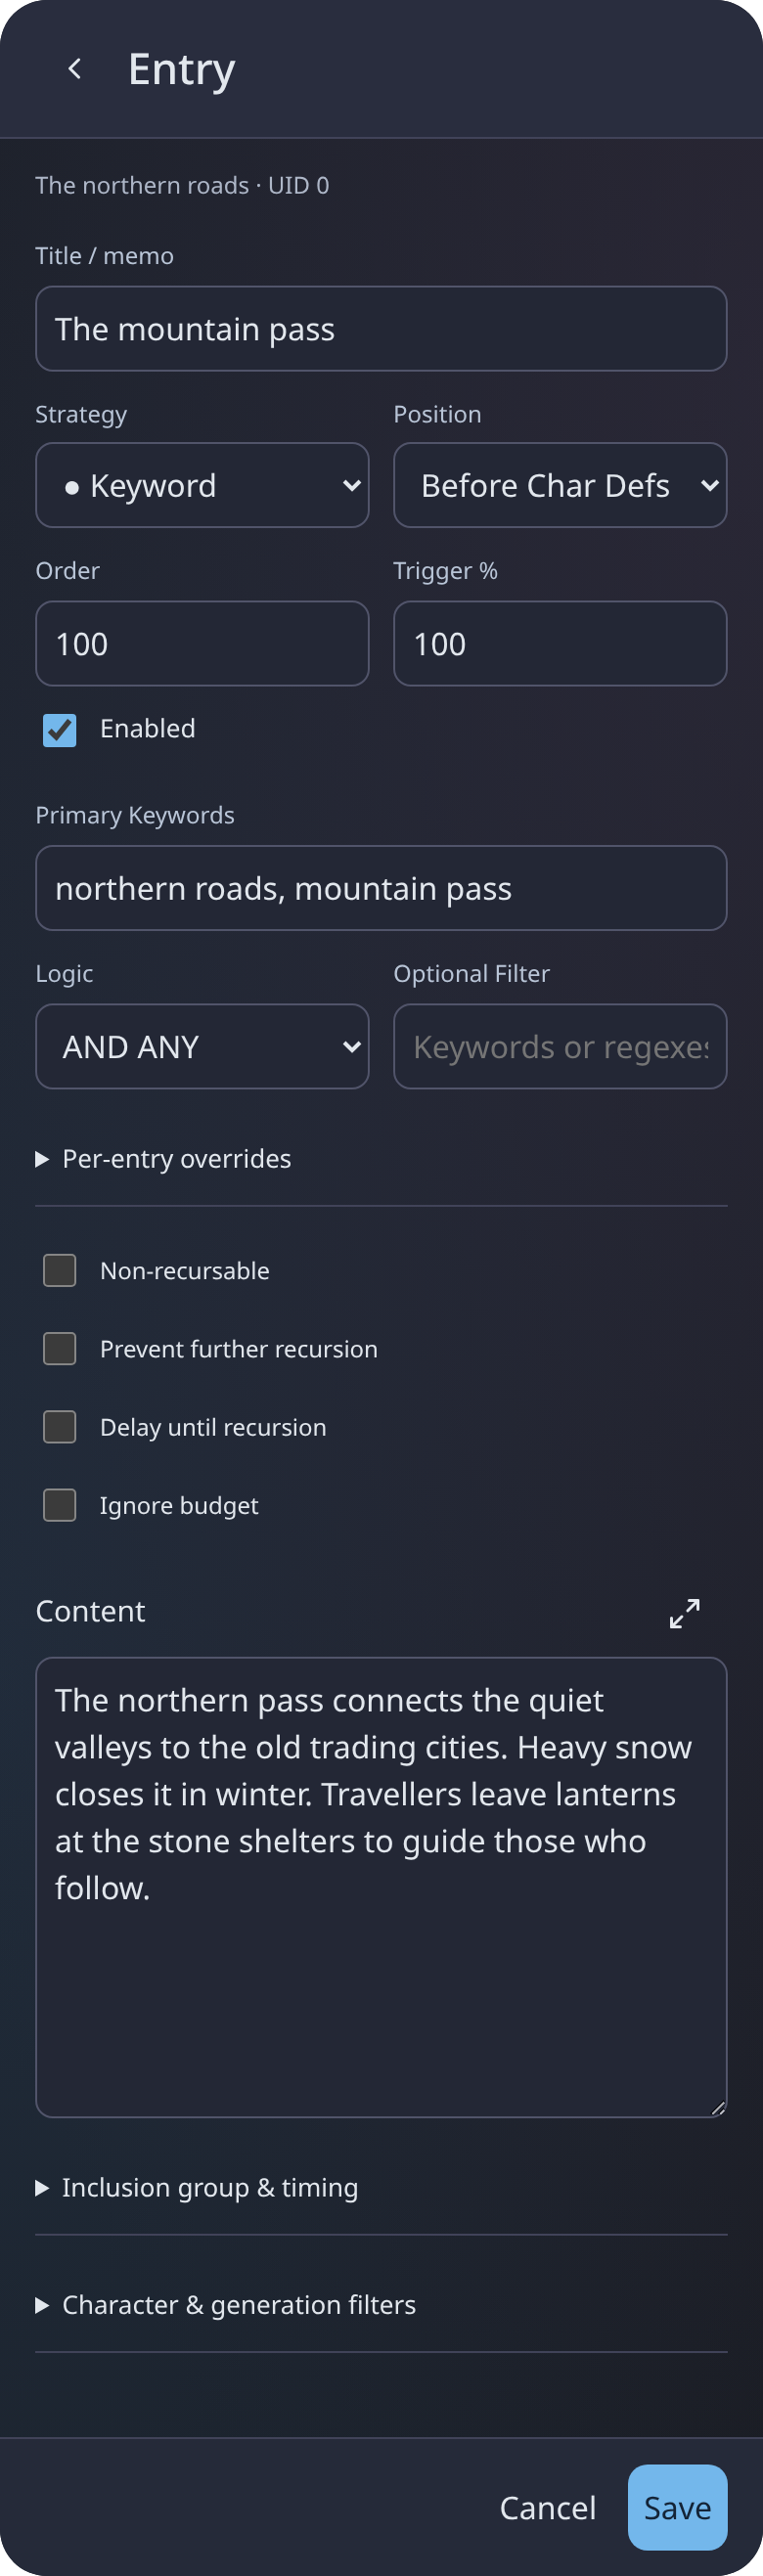 Entry
The northern roads · UID 0
Title / memo
The mountain pass
Strategy Position
● Keyword Before Char Defs
Order Trigger %
100 100
Enabled
Primary Keywords
northern roads, mountain pass
Logic Optional Filter
AND ANY Keywords or regexes
Per-entry overrides
Non-recursable
Prevent further recursion
Delay until recursion
Ignore budget
Content
The northern pass connects the quiet
valleys to the old trading cities. Heavy snow
closes it in winter. Travellers leave lanterns
at the stone shelters to guide those who
follow.
Inclusion group & timing
Character & generation filters
Cancel Save